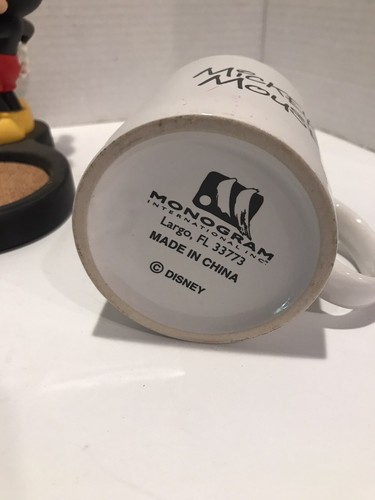 Mickey
Mouse
MONOGRAM
INTERNATIONAL INC
Largo, FL 33773
MADE IN CHINA
© DISNEY